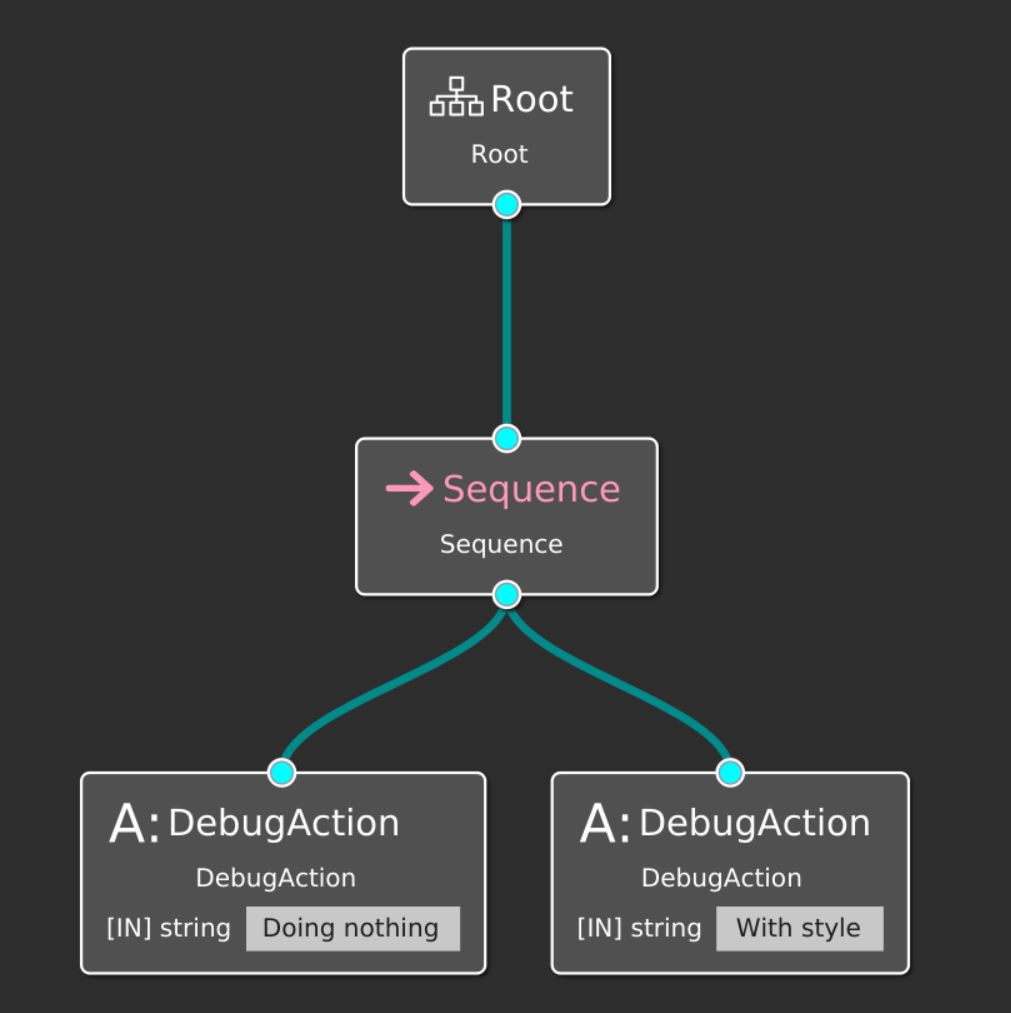 Root
Root
Sequence
Sequence
A: DebugAction
DebugAction
[IN] string Doing nothing
A: DebugAction
DebugAction
[IN] string With style